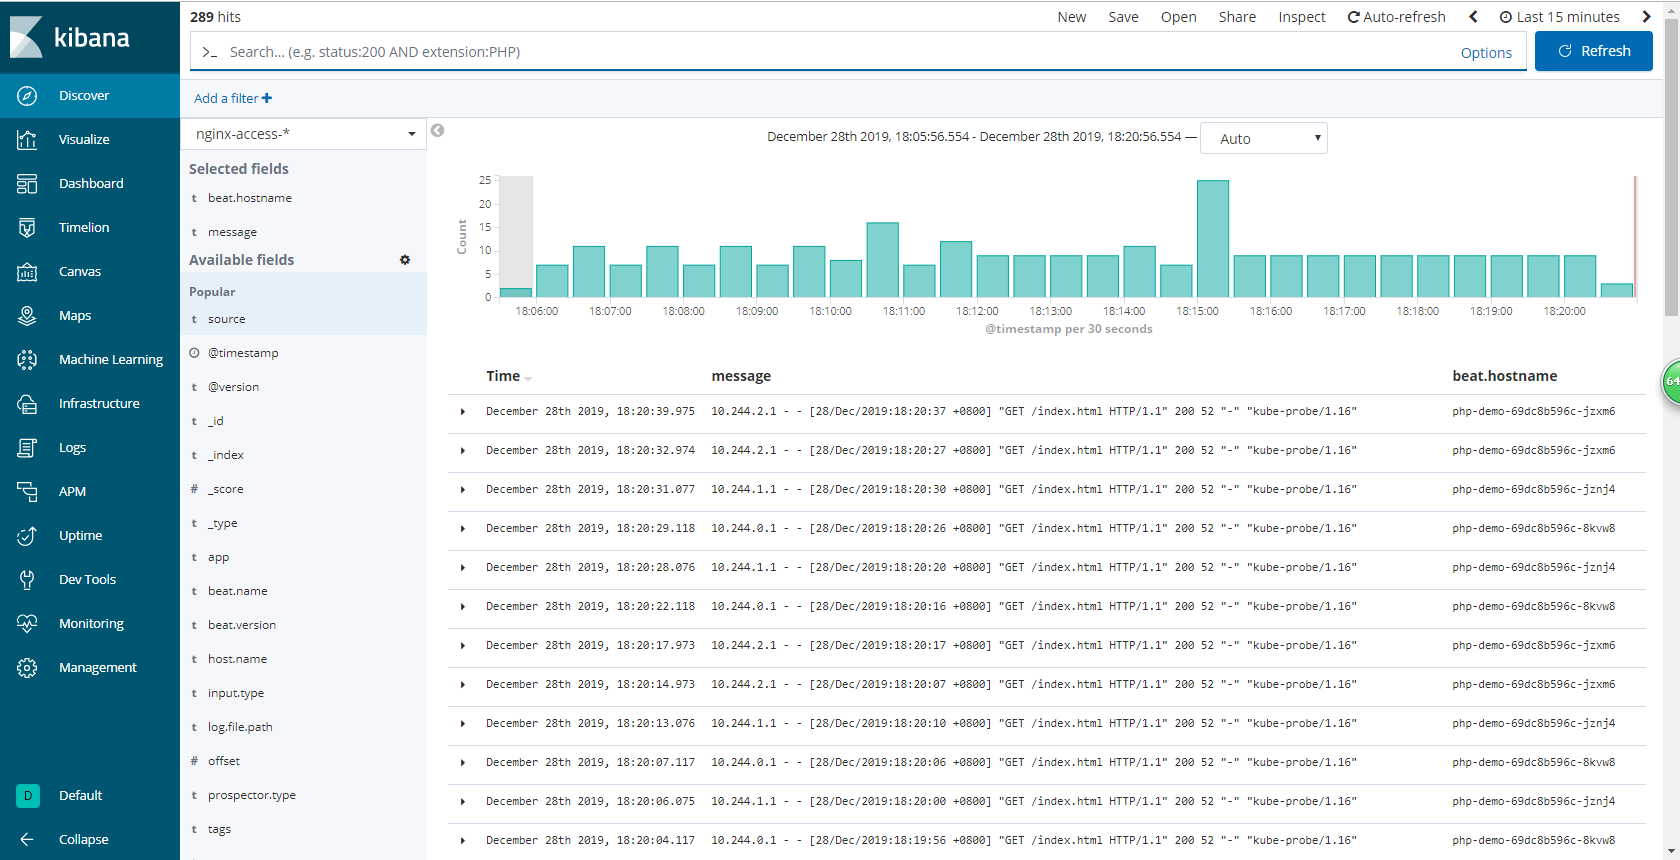 kibana
Discover
Visualize
Dashboard
Timelion
Canvas
Maps
Machine Learning
Infrastructure
Logs
APM
Uptime
Dev Tools
Monitoring
Management
D Default
Collapse
289 hits
New Save Open Share Inspect Auto-refresh Last 15 minutes
>_ Search... (e.g. status:200 AND extension:PHP) Options Refresh
Add a filter +
nginx-access-*
Selected fields
t beat.hostname
t message
Available fields
Popular
t source
@timestamp
t @version
t _id
t _index
# _score
t _type
t app
t beat.name
t beat.version
t host.name
t input.type
t log.file.path
# offset
t prospector.type
t tags
December 28th 2019, 18:05:56.554 - December 28th 2019, 18:20:56.554 — Auto
Count
25
20
15
10
5
0
18:06:00 18:07:00 18:08:00 18:09:00 18:10:00 18:11:00 18:12:00 18:13:00 18:14:00 18:15:00 18:16:00 18:17:00 18:18:00 18:19:00 18:20:00
@timestamp per 30 seconds
Time message beat.hostname
December 28th 2019, 18:20:39.975 10.244.2.1 - - [28/Dec/2019:18:20:37 +0800] "GET /index.html HTTP/1.1" 200 52 "-" "kube-probe/1.16" php-demo-69dc8b596c-jzxm6
December 28th 2019, 18:20:32.974 10.244.2.1 - - [28/Dec/2019:18:20:27 +0800] "GET /index.html HTTP/1.1" 200 52 "-" "kube-probe/1.16" php-demo-69dc8b596c-jzxm6
December 28th 2019, 18:20:31.077 10.244.1.1 - - [28/Dec/2019:18:20:30 +0800] "GET /index.html HTTP/1.1" 200 52 "-" "kube-probe/1.16" php-demo-69dc8b596c-jznj4
December 28th 2019, 18:20:29.118 10.244.0.1 - - [28/Dec/2019:18:20:26 +0800] "GET /index.html HTTP/1.1" 200 52 "-" "kube-probe/1.16" php-demo-69dc8b596c-8kvw8
December 28th 2019, 18:20:28.076 10.244.1.1 - - [28/Dec/2019:18:20:20 +0800] "GET /index.html HTTP/1.1" 200 52 "-" "kube-probe/1.16" php-demo-69dc8b596c-jznj4
December 28th 2019, 18:20:22.118 10.244.0.1 - - [28/Dec/2019:18:20:16 +0800] "GET /index.html HTTP/1.1" 200 52 "-" "kube-probe/1.16" php-demo-69dc8b596c-8kvw8
December 28th 2019, 18:20:17.973 10.244.2.1 - - [28/Dec/2019:18:20:17 +0800] "GET /index.html HTTP/1.1" 200 52 "-" "kube-probe/1.16" php-demo-69dc8b596c-jzxm6
December 28th 2019, 18:20:14.973 10.244.2.1 - - [28/Dec/2019:18:20:07 +0800] "GET /index.html HTTP/1.1" 200 52 "-" "kube-probe/1.16" php-demo-69dc8b596c-jzxm6
December 28th 2019, 18:20:13.076 10.244.1.1 - - [28/Dec/2019:18:20:10 +0800] "GET /index.html HTTP/1.1" 200 52 "-" "kube-probe/1.16" php-demo-69dc8b596c-jznj4
December 28th 2019, 18:20:07.117 10.244.0.1 - - [28/Dec/2019:18:20:06 +0800] "GET /index.html HTTP/1.1" 200 52 "-" "kube-probe/1.16" php-demo-69dc8b596c-8kvw8
December 28th 2019, 18:20:06.075 10.244.1.1 - - [28/Dec/2019:18:20:00 +0800] "GET /index.html HTTP/1.1" 200 52 "-" "kube-probe/1.16" php-demo-69dc8b596c-jznj4
December 28th 2019, 18:20:04.117 10.244.0.1 - - [28/Dec/2019:18:19:56 +0800] "GET /index.html HTTP/1.1" 200 52 "-" "kube-probe/1.16" php-demo-69dc8b596c-8kvw8
64